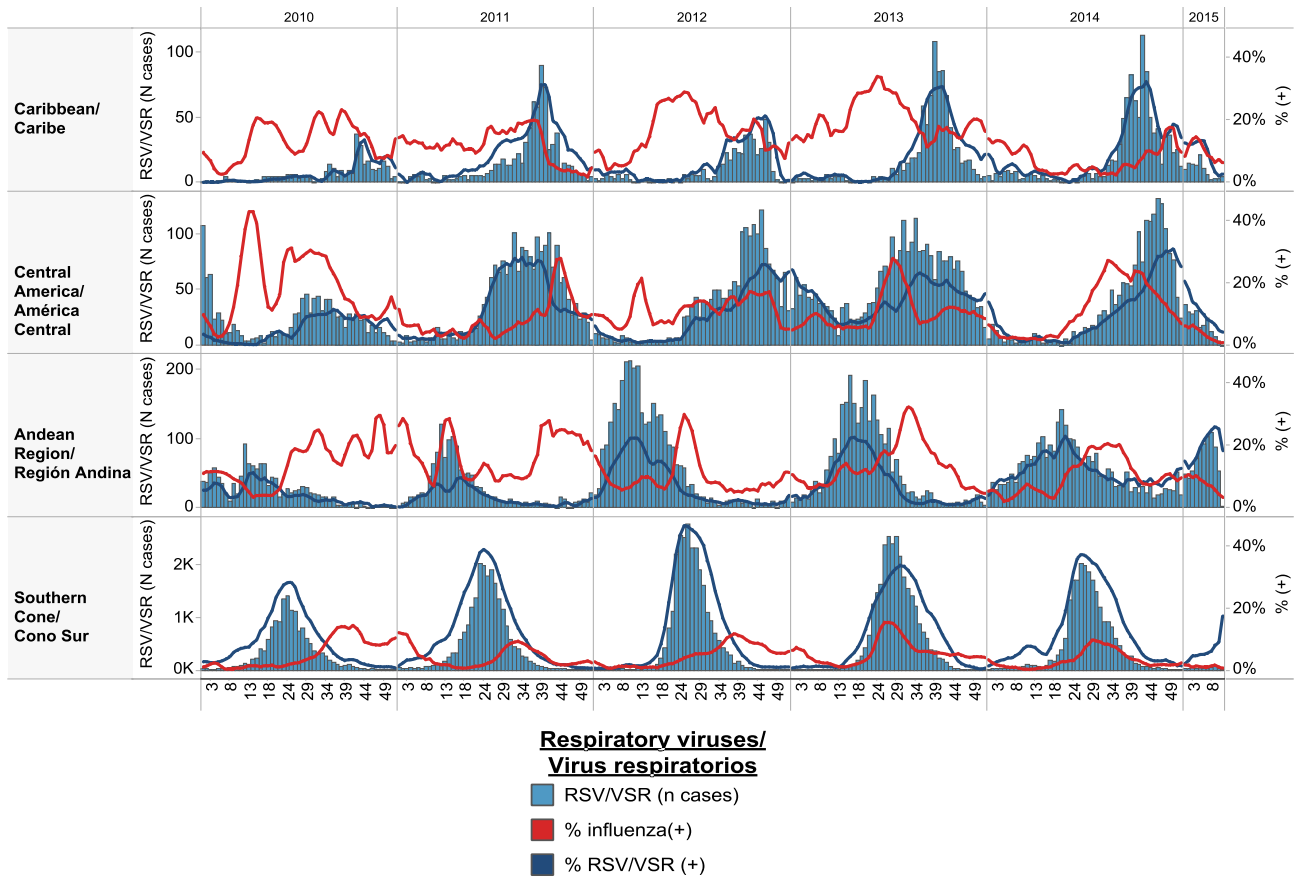 2010 2011 2012 2013 2014 2015
Caribbean/
Caribe
RSV/VSR (N cases)
100
50
0
40%
20%
0%
% (+)
Central
America/
América
Central
RSV/VSR (N cases)
100
50
0
40%
20%
0%
% (+)
Andean
Region/
Región Andina
RSV/VSR (N cases)
200
100
0
40%
20%
0%
% (+)
Southern
Cone/
Cono Sur
RSV/VSR (N cases)
2K
1K
0K
40%
20%
0%
% (+)
3 8 13 18 24 29 34 39 44 49 3 8 13 18 24 29 34 39 44 49 3 8 13 18 24 29 34 39 44 49 3 8 13 18 24 29 34 39 44 49 3 8 13 18 24 29 34 39 44 49 3 8
Respiratory viruses/
Virus respiratorios
RSV/VSR (n cases)
% influenza(+)
% RSV/VSR (+)